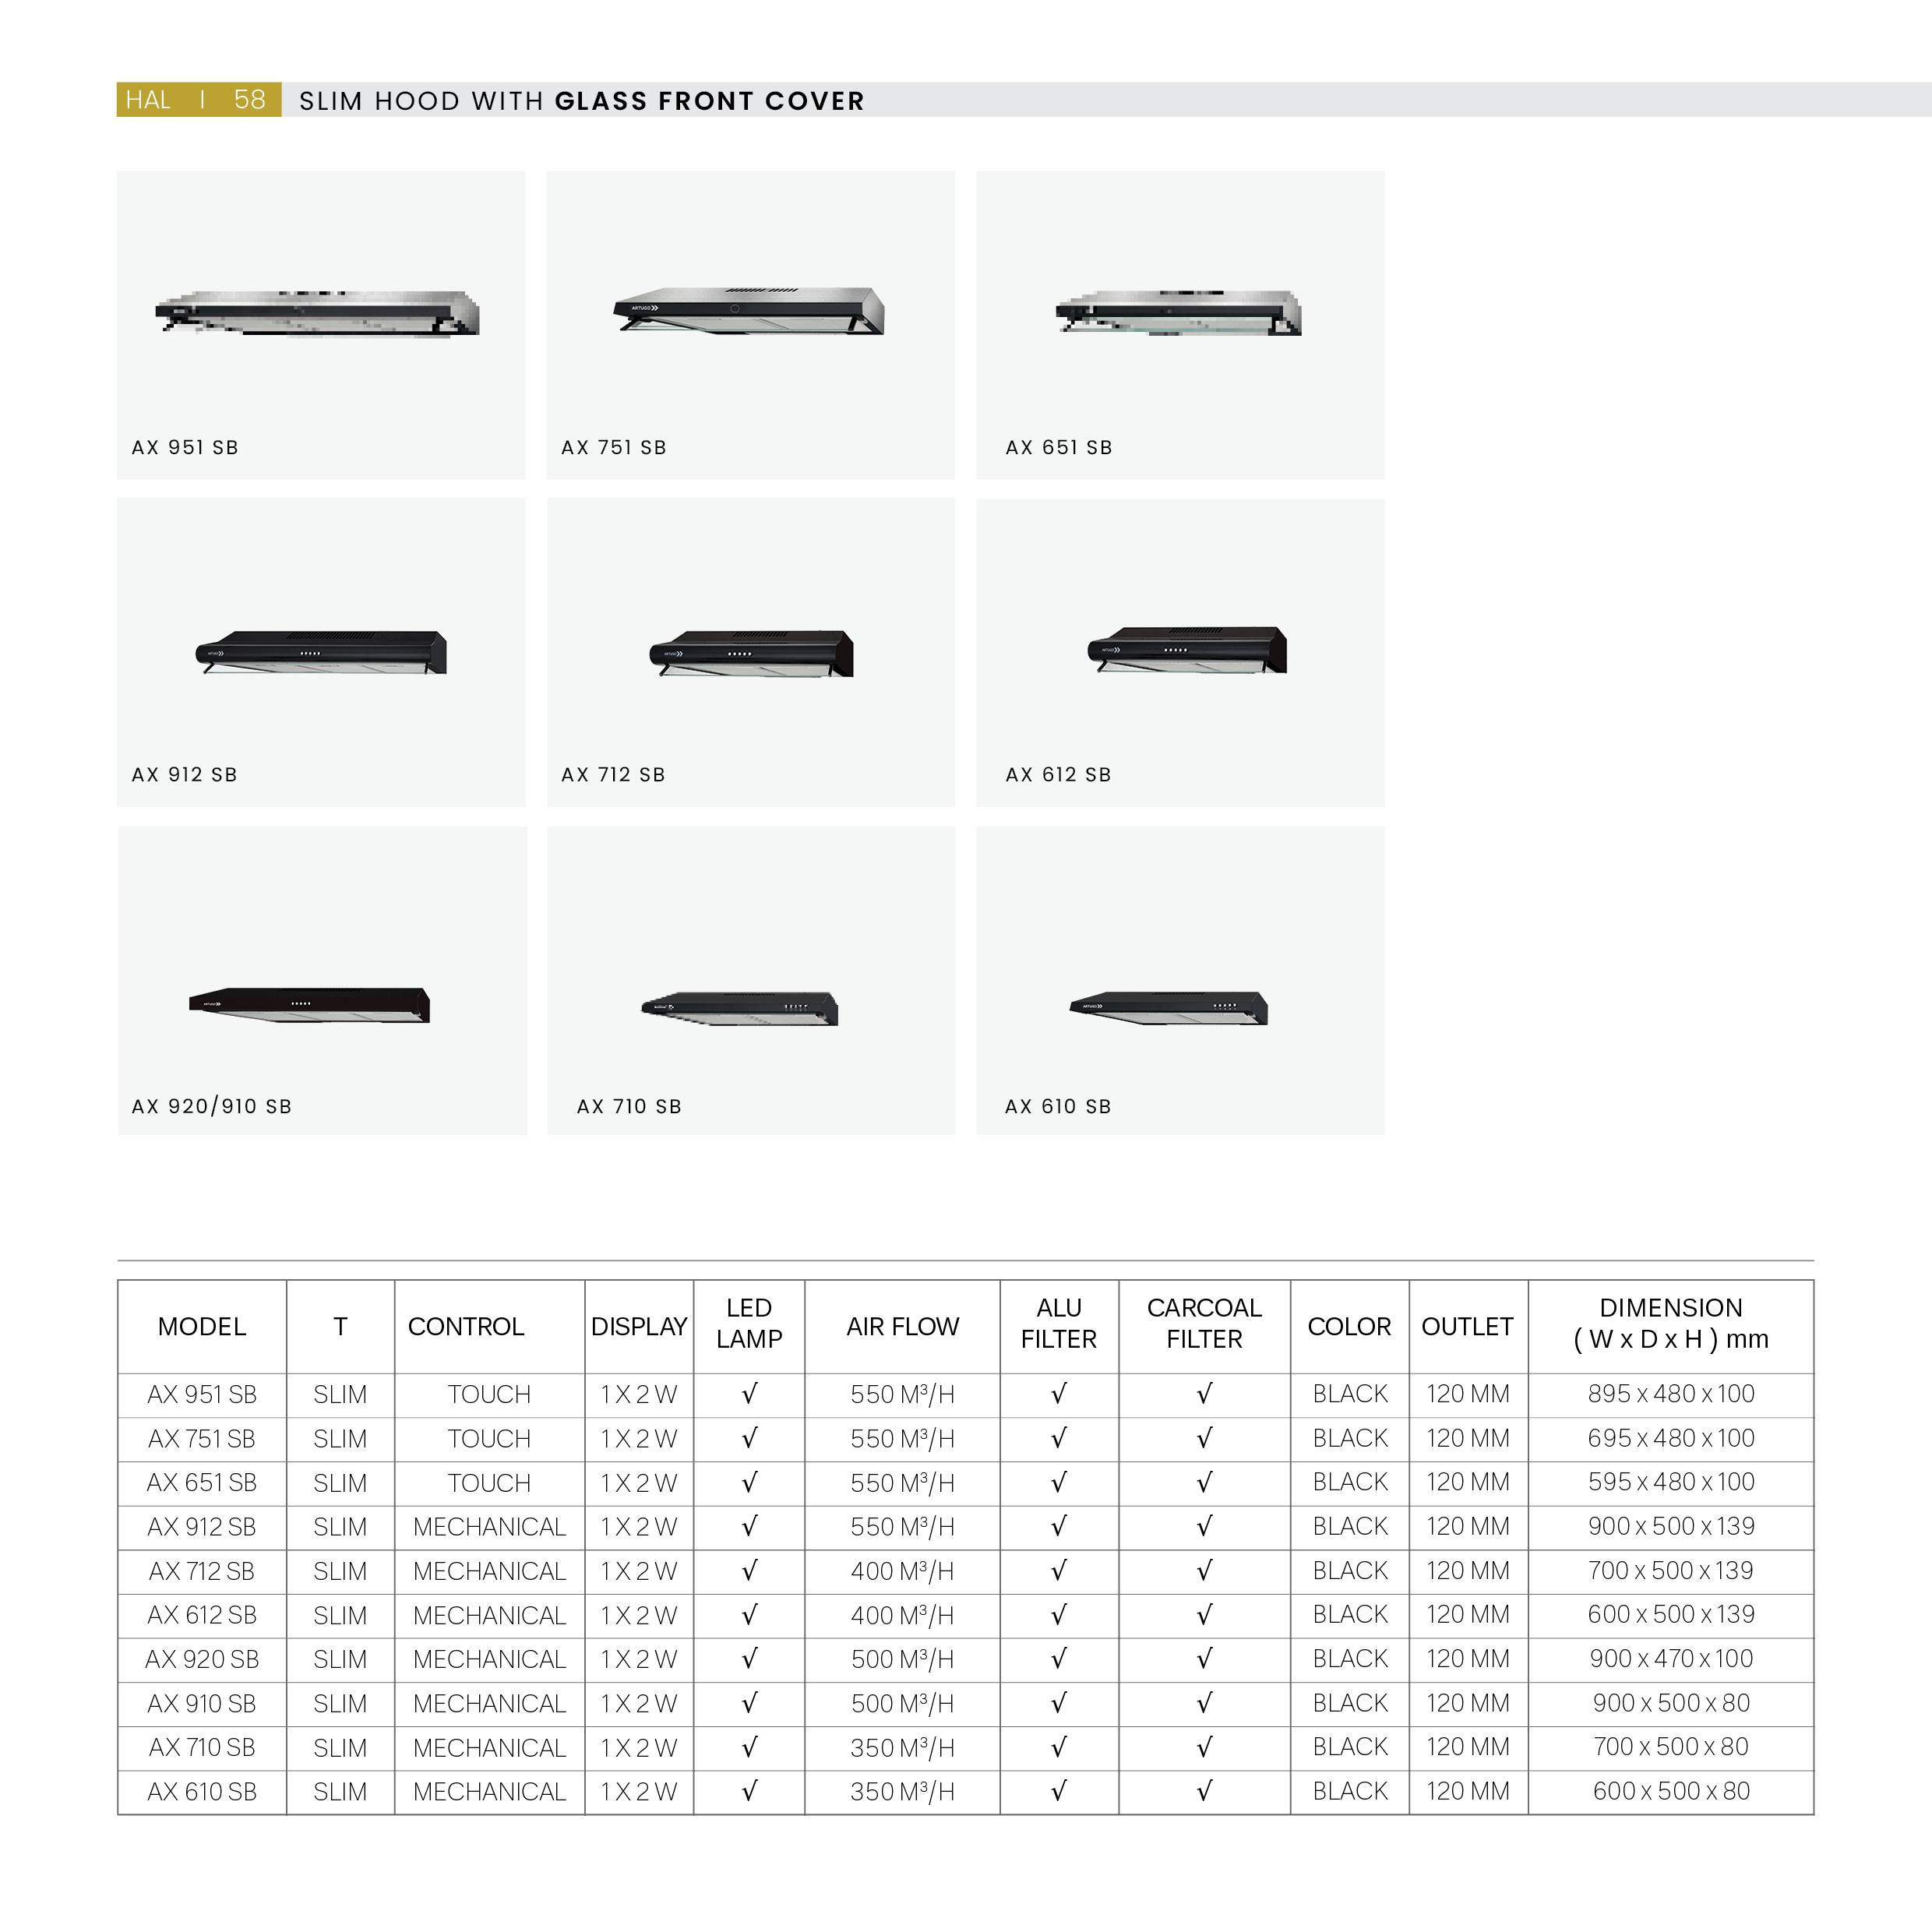 HAL | 58 SLIM HOOD WITH GLASS FRONT COVER
ARTUGO
AX 951 SB AX 751 SB AX 651 SB
ARTUGO ARTUGO ARTUGO
AX 912 SB AX 712 SB AX 612 SB
ARTUGO ARTUGO
AX 920/910 SB AX 710 SB AX 610 SB
MODEL T CONTROL DISPLAY LED LAMP AIR FLOW ALU FILTER CARCOAL FILTER COLOR OUTLET DIMENSION ( W x D x H ) mm
AX 951 SB SLIM TOUCH 1 X 2 W √ 550 M³/H √ √ BLACK 120 MM 895 x 480 x 100
AX 751 SB SLIM TOUCH 1 X 2 W √ 550 M³/H √ √ BLACK 120 MM 695 x 480 x 100
AX 651 SB SLIM TOUCH 1 X 2 W √ 550 M³/H √ √ BLACK 120 MM 595 x 480 x 100
AX 912 SB SLIM MECHANICAL 1 X 2 W √ 550 M³/H √ √ BLACK 120 MM 900 x 500 x 139
AX 712 SB SLIM MECHANICAL 1 X 2 W √ 400 M³/H √ √ BLACK 120 MM 700 x 500 x 139
AX 612 SB SLIM MECHANICAL 1 X 2 W √ 400 M³/H √ √ BLACK 120 MM 600 x 500 x 139
AX 920 SB SLIM MECHANICAL 1 X 2 W √ 500 M³/H √ √ BLACK 120 MM 900 x 470 x 100
AX 910 SB SLIM MECHANICAL 1 X 2 W √ 500 M³/H √ √ BLACK 120 MM 900 x 500 x 80
AX 710 SB SLIM MECHANICAL 1 X 2 W √ 350 M³/H √ √ BLACK 120 MM 700 x 500 x 80
AX 610 SB SLIM MECHANICAL 1 X 2 W √ 350 M³/H √ √ BLACK 120 MM 600 x 500 x 80